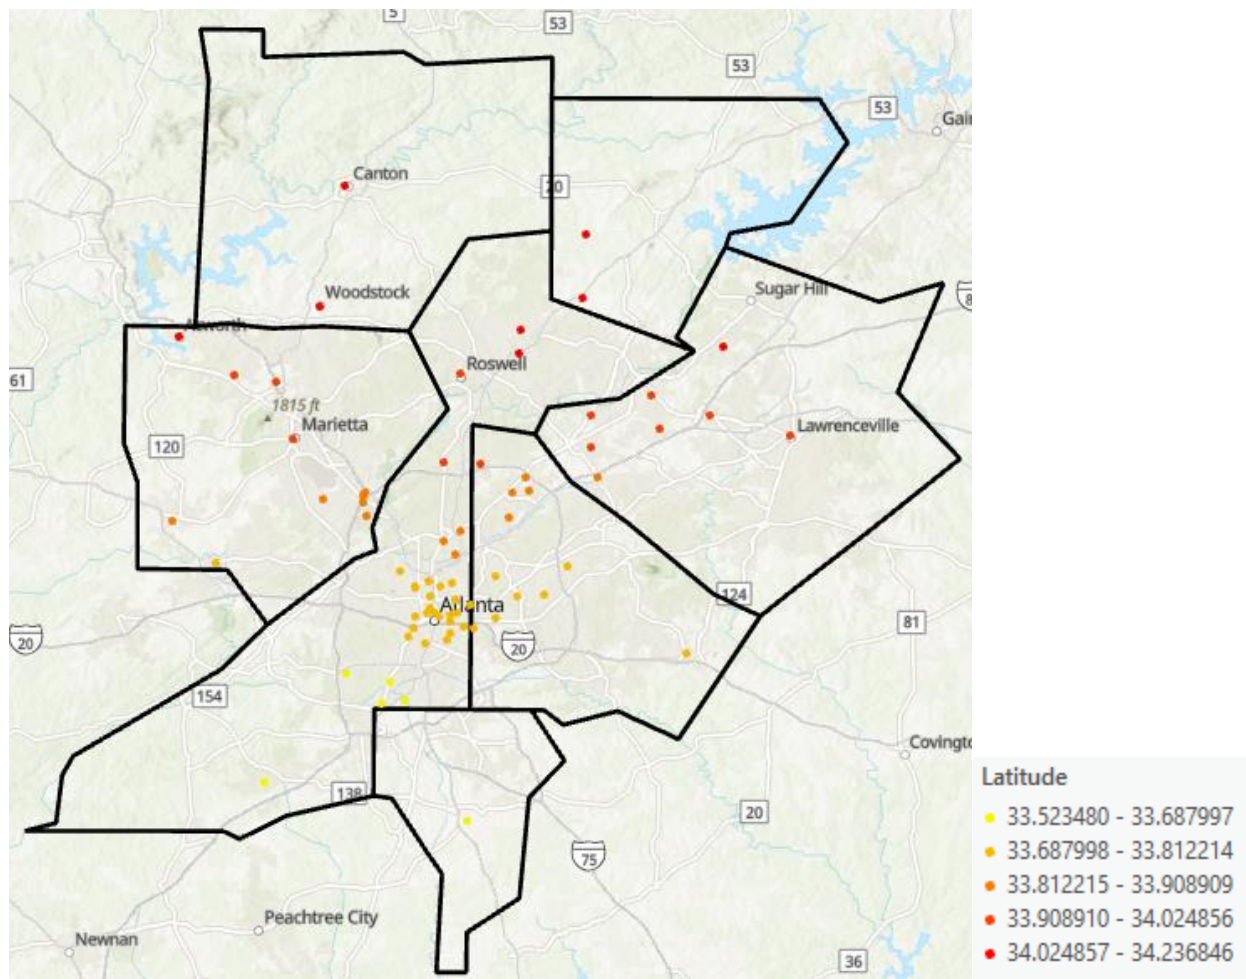 5
53
53
53
Gai
Canton
20
Woodstock
Sugar Hill
8
Acworth
Roswell
61
1815 ft
Marietta
Lawrenceville
120
Atlanta
124
81
20
20
154
Covingto
138
20
75
Peachtree City
Newnan
36
Latitude
33.523480 - 33.687997
33.687998 - 33.812214
33.812215 - 33.908909
33.908910 - 34.024856
34.024857 - 34.236846